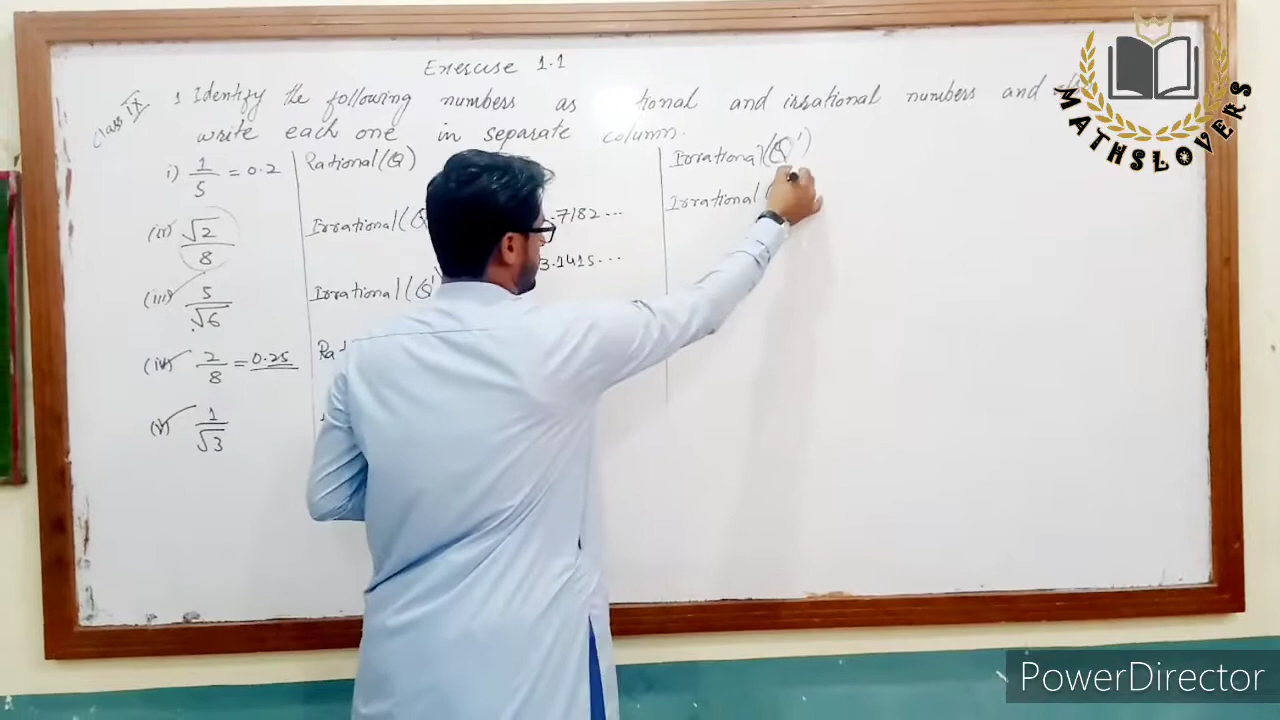 Exercise 1.1
Class IX
1 Identify the following numbers as tional and irrational numbers and
write each one in separate column.
i) 1/5 = 0.2 Rational (Q)
(ii) √2/8 Irrational (Q
(iii) 5/√6 Irrational (Q'
(iv) 2/8 = 0.25 Ra
(v) 1/√3
.7182...
3.1415...
Irrational (Q')
Irrational (
MATHSLOVERS
PowerDirector